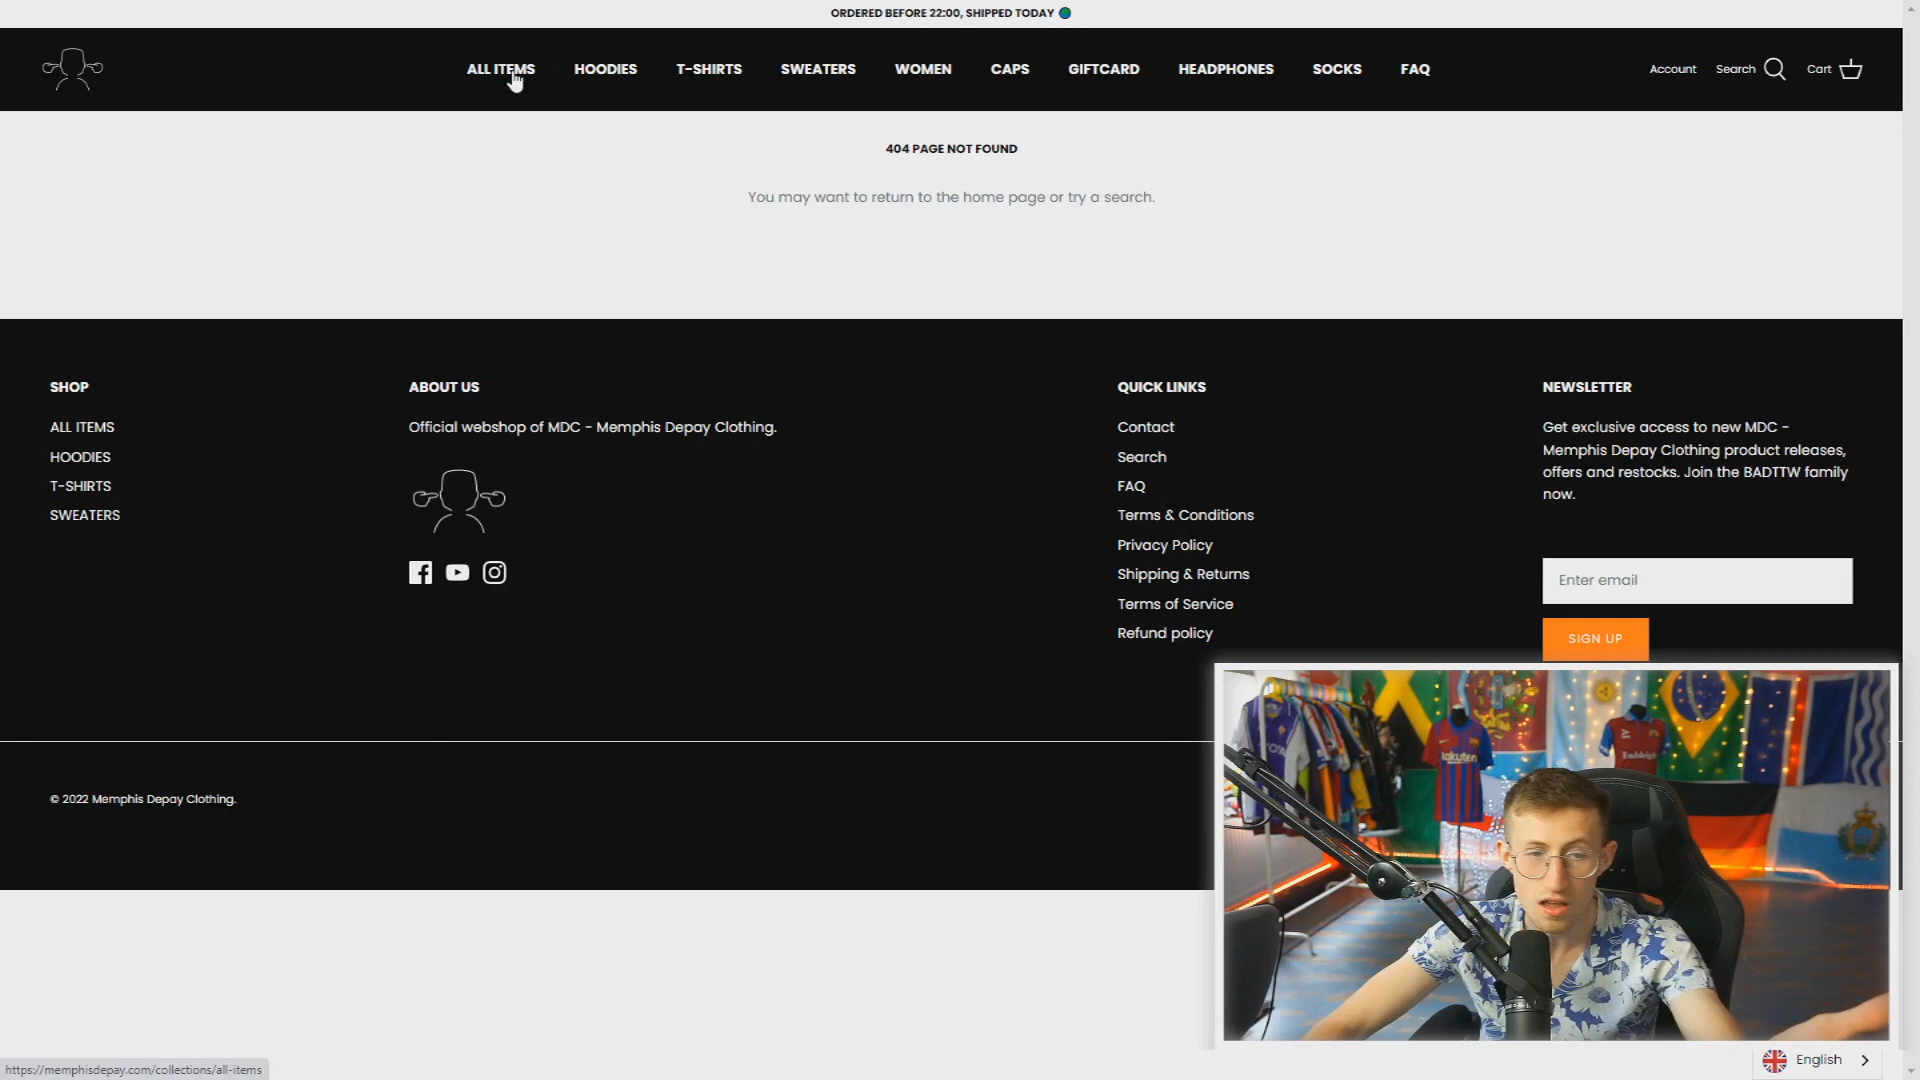 ORDERED BEFORE 22:00, SHIPPED TODAY
ALL ITEMS HOODIES T-SHIRTS SWEATERS WOMEN CAPS GIFTCARD HEADPHONES SOCKS FAQ
Account Search Cart
404 PAGE NOT FOUND
You may want to return to the home page or try a search.
SHOP
ALL ITEMS
HOODIES
T-SHIRTS
SWEATERS
ABOUT US
Official webshop of MDC - Memphis Depay Clothing.
QUICK LINKS
Contact
Search
FAQ
Terms & Conditions
Privacy Policy
Shipping & Returns
Terms of Service
Refund policy
NEWSLETTER
Get exclusive access to new MDC -
Memphis Depay Clothing product releases,
offers and restocks. Join the BADTTW family
now.
Enter email
SIGN UP
Rakuten
© 2022 Memphis Depay Clothing.
English
https://memphisdepay.com/collections/all-items